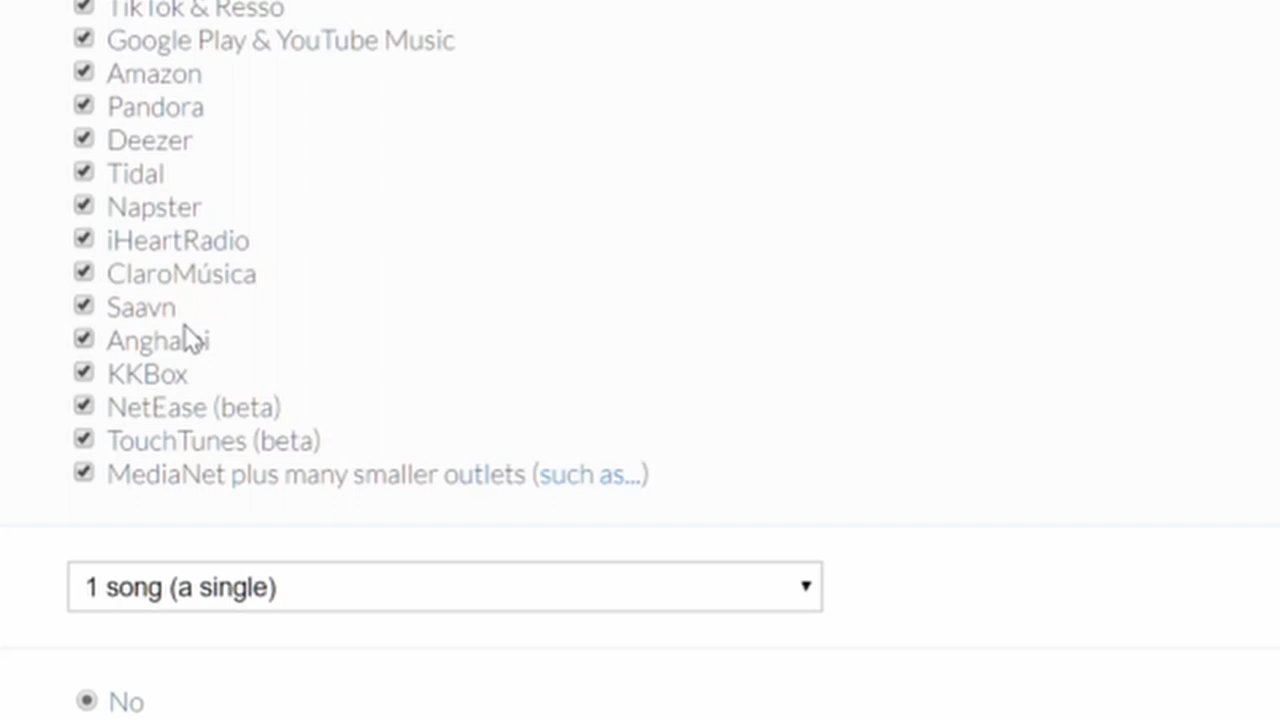 TikTok & Resso
Google Play & YouTube Music
Amazon
Pandora
Deezer
Tidal
Napster
iHeartRadio
ClaroMúsica
Saavn
KKBox
NetEase (beta)
TouchTunes (beta)
MediaNet plus many smaller outlets (such as...)
1 song (a single)
No